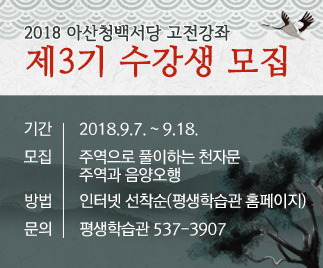 2018 아산청백서당 고전강좌
제3기 수강생 모집
기간 2018.9.7. ~ 9.18.
모집 주역으로 풀이하는 천자문
주역과 음양오행
방법 인터넷 선착순(평생학습관 홈페이지)
문의 평생학습관 537-3907